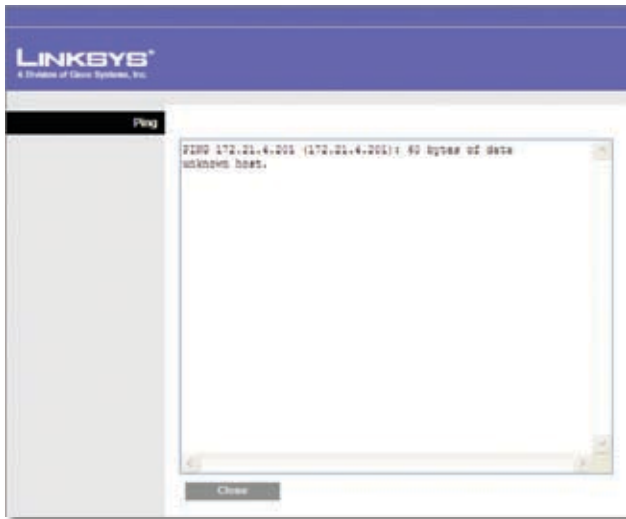 LINKSYS®
A Division of Cisco Systems, Inc.
Ping
PING 172.21.4.201 (172.21.4.201): 60 bytes of data
unknown host.
Close